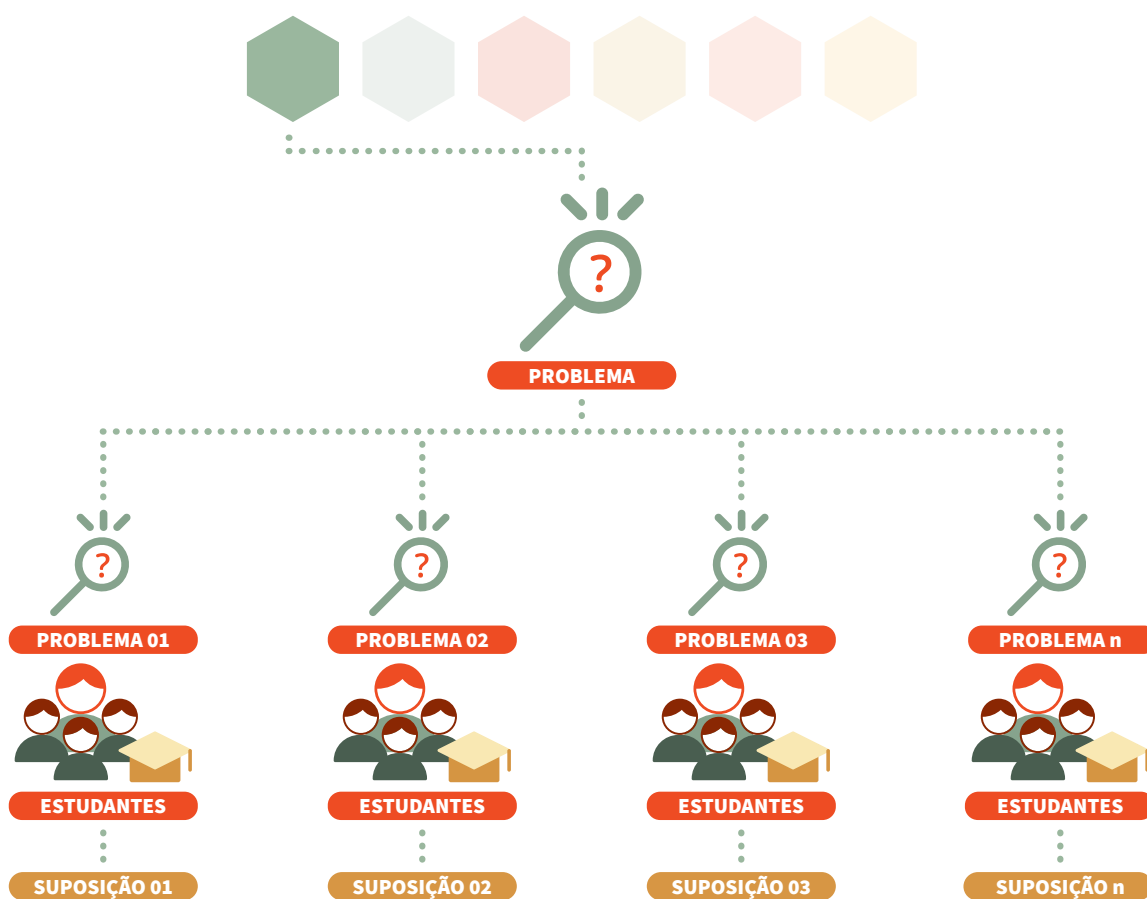 ?
PROBLEMA
? ? ? ?
PROBLEMA 01 PROBLEMA 02 PROBLEMA 03 PROBLEMA n
ESTUDANTES ESTUDANTES ESTUDANTES ESTUDANTES
SUPOSIÇÃO 01 SUPOSIÇÃO 02 SUPOSIÇÃO 03 SUPOSIÇÃO n